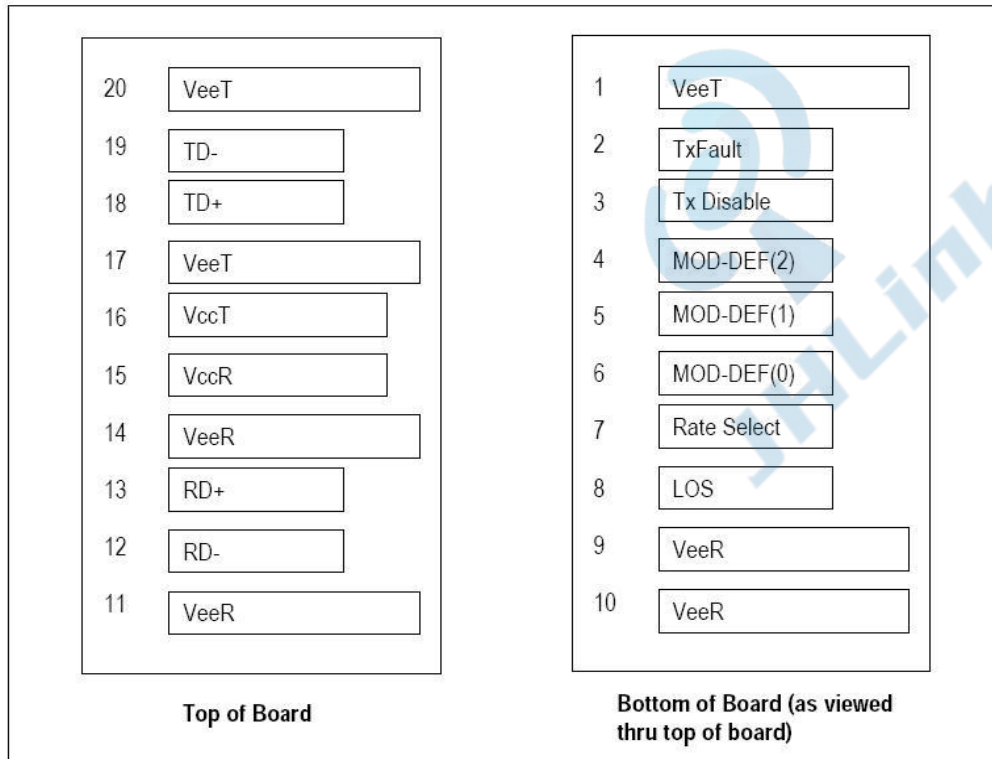 20 VeeT
19 TD-
18 TD+
17 VeeT
16 VccT
15 VccR
14 VeeR
13 RD+
12 RD-
11 VeeR
Top of Board
1 VeeT
2 TxFault
3 Tx Disable
4 MOD-DEF(2)
5 MOD-DEF(1)
6 MOD-DEF(0)
7 Rate Select
8 LOS
9 VeeR
10 VeeR
Bottom of Board (as viewed
thru top of board)
JHLink